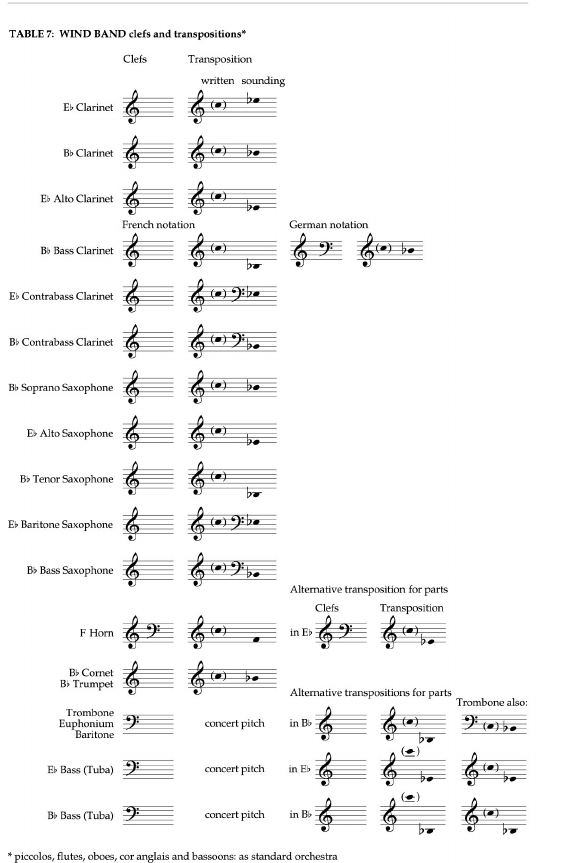 TABLE 7: WIND BAND clefs and transpositions*
Clefs Transposition
written sounding
E♭ Clarinet
B♭ Clarinet
E♭ Alto Clarinet
French notation German notation
B♭ Bass Clarinet
E♭ Contrabass Clarinet
B♭ Contrabass Clarinet
B♭ Soprano Saxophone
E♭ Alto Saxophone
B♭ Tenor Saxophone
E♭ Baritone Saxophone
B♭ Bass Saxophone
Alternative transposition for parts
Clefs Transposition
F Horn in E♭
B♭ Cornet
B♭ Trumpet
Alternative transpositions for parts
Trombone also:
Trombone
Euphonium concert pitch in B♭
Baritone
E♭ Bass (Tuba) concert pitch in E♭
B♭ Bass (Tuba) concert pitch in B♭
* piccolos, flutes, oboes, cor anglais and bassoons: as standard orchestra